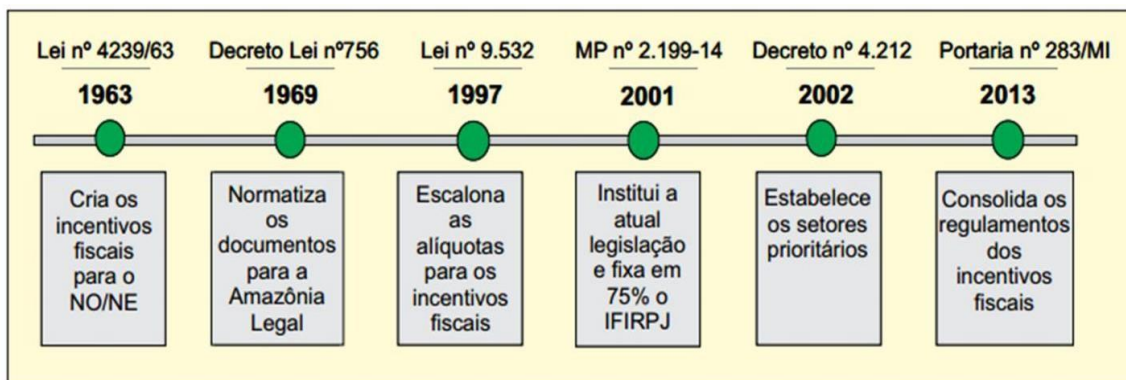 Lei nº 4239/63
Decreto Lei nº756
Lei nº 9.532
MP nº 2.199-14
Decreto nº 4.212
Portaria nº 283/MI
1963
1969
1997
2001
2002
2013
Cria os
incentivos
fiscais
para o
NO/NE
Normatiza
os
documentos
para a
Amazônia
Legal
Escalona
as
alíquotas
para os
incentivos
fiscais
Institui a
atual
legislação
e fixa em
75% o
IFIRPJ
Estabelece
os setores
prioritários
Consolida os
regulamentos
dos
incentivos
fiscais